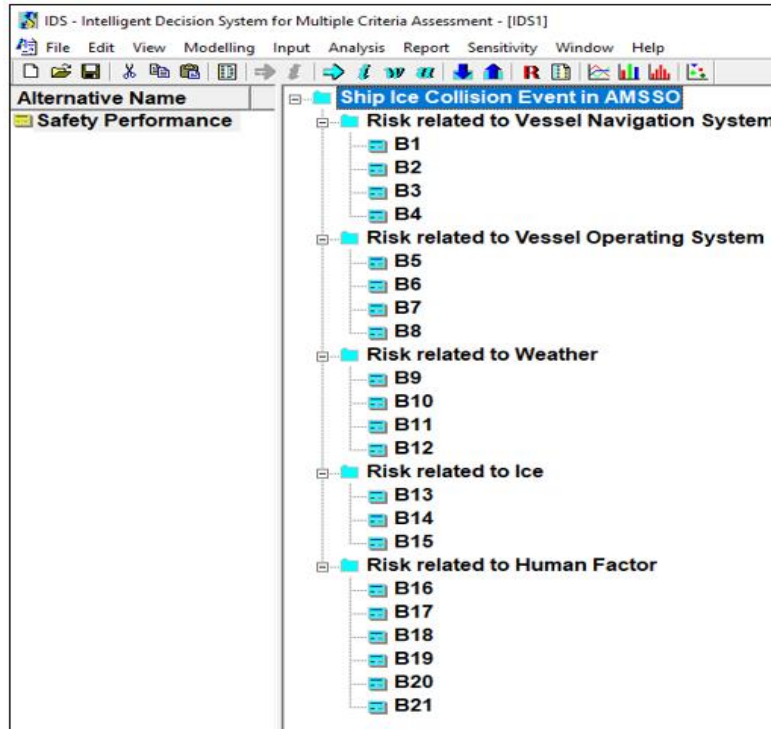 IDS - Intelligent Decision System for Multiple Criteria Assessment - [IDS1]
File Edit View Modelling Input Analysis Report Sensitivity Window Help
Alternative Name
Safety Performance
Ship Ice Collision Event in AMSSO
Risk related to Vessel Navigation System
B1
B2
B3
B4
Risk related to Vessel Operating System
B5
B6
B7
B8
Risk related to Weather
B9
B10
B11
B12
Risk related to Ice
B13
B14
B15
Risk related to Human Factor
B16
B17
B18
B19
B20
B21